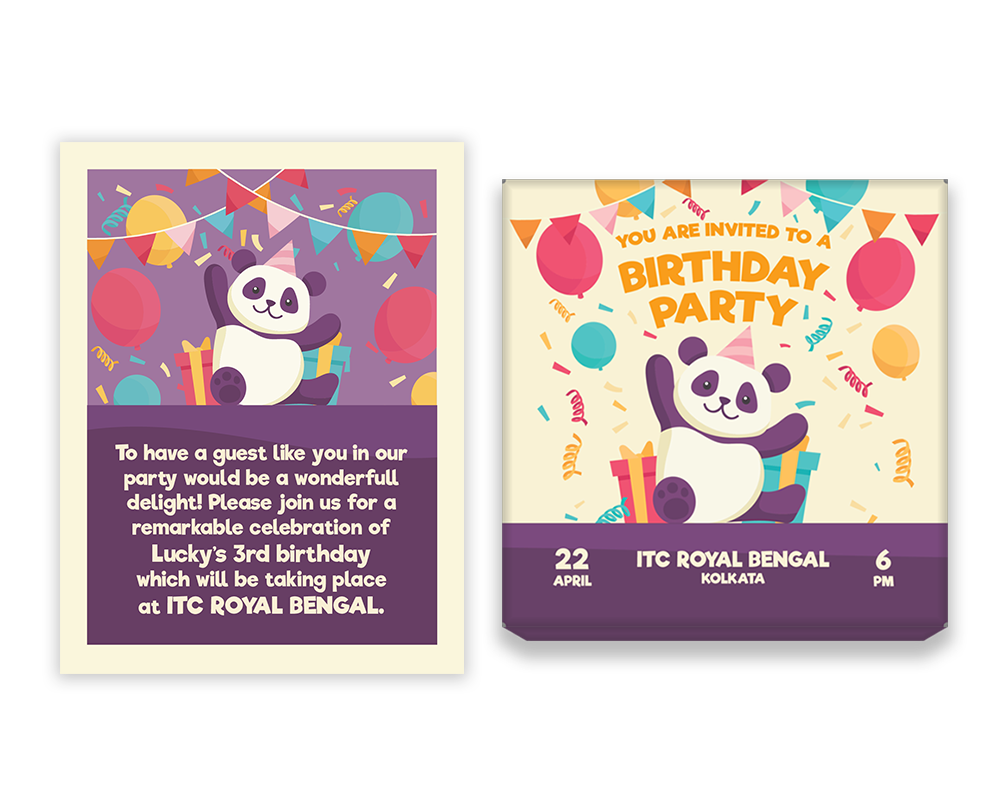 To have a guest like you in our
party would be a wonderfull
delight! Please join us for a
remarkable celebration of
Lucky's 3rd birthday
which will be taking place
at ITC ROYAL BENGAL.
YOU ARE INVITED TO A
BIRTHDAY
PARTY
22
APRIL
ITC ROYAL BENGAL
KOLKATA
6
PM